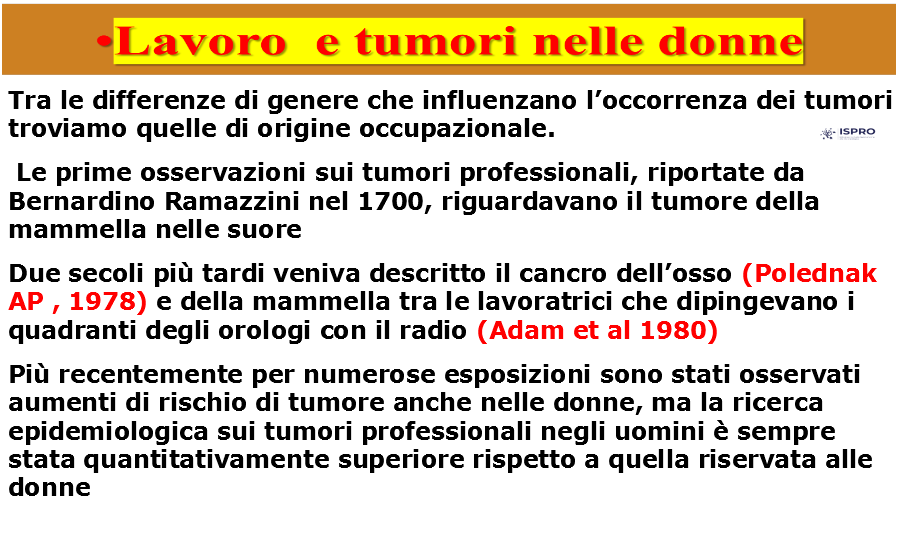 •Lavoro e tumori nelle donne
Tra le differenze di genere che influenzano l’occorrenza dei tumori
troviamo quelle di origine occupazionale.
ISPRO
Le prime osservazioni sui tumori professionali, riportate da
Bernardino Ramazzini nel 1700, riguardavano il tumore della
mammella nelle suore
Due secoli più tardi veniva descritto il cancro dell’osso (Polednak
AP , 1978) e della mammella tra le lavoratrici che dipingevano i
quadranti degli orologi con il radio (Adam et al 1980)
Più recentemente per numerose esposizioni sono stati osservati
aumenti di rischio di tumore anche nelle donne, ma la ricerca
epidemiologica sui tumori professionali negli uomini è sempre
stata quantitativamente superiore rispetto a quella riservata alle
donne